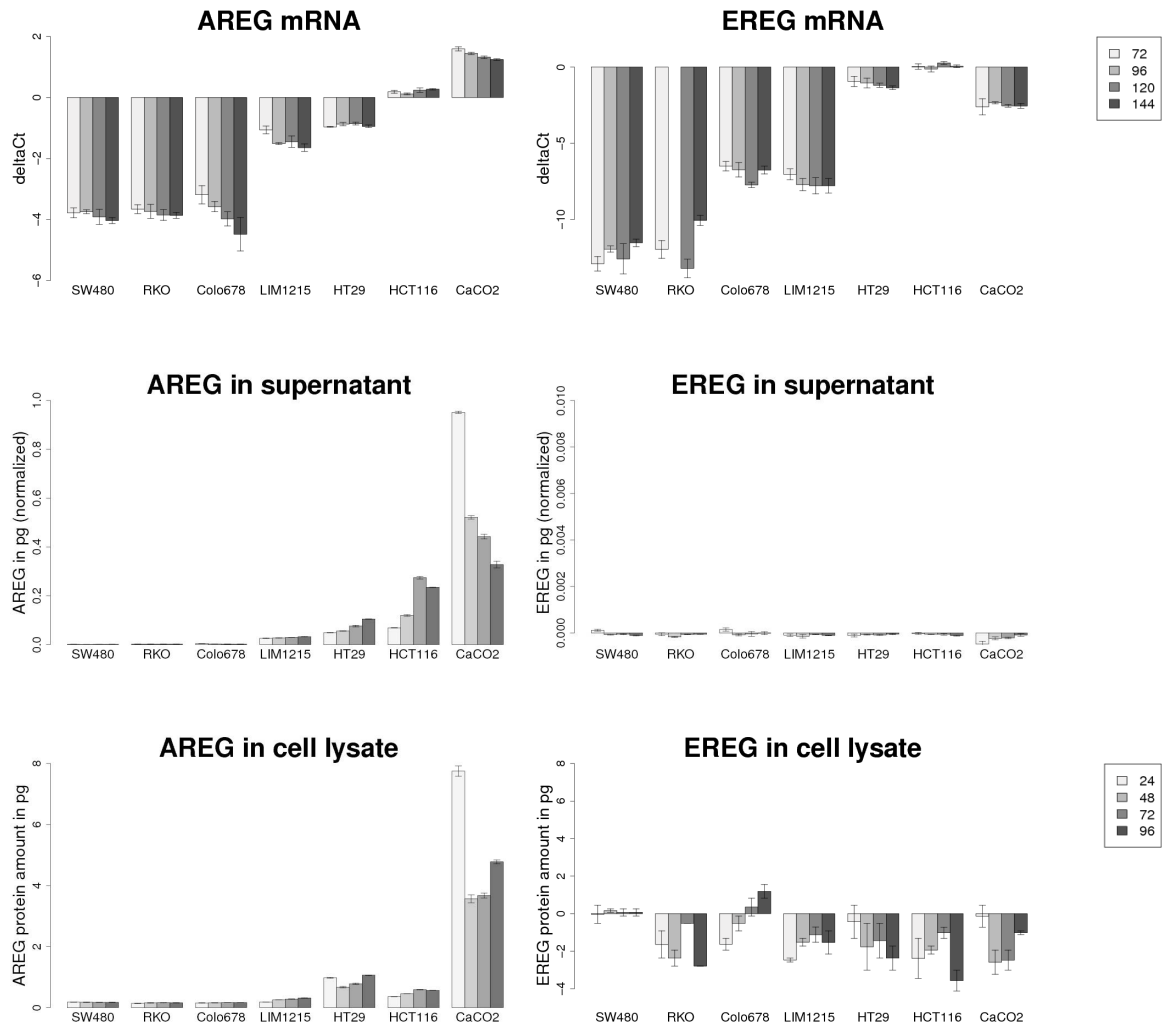 AREG mRNA
deltaCt
2
0
−2
−4
−6
SW480 RKO Colo678 LIM1215 HT29 HCT116 CaCO2
EREG mRNA
deltaCt
0
−5
−10
SW480 RKO Colo678 LIM1215 HT29 HCT116 CaCO2
72
96
120
144
AREG in supernatant
AREG in pg (normalized)
1.0
0.8
0.6
0.4
0.2
0.0
SW480 RKO Colo678 LIM1215 HT29 HCT116 CaCO2
EREG in supernatant
EREG in pg (normalized)
0.010
0.008
0.006
0.004
0.002
0.000
SW480 RKO Colo678 LIM1215 HT29 HCT116 CaCO2
AREG in cell lysate
AREG protein amount in pg
8
6
4
2
0
SW480 RKO Colo678 LIM1215 HT29 HCT116 CaCO2
EREG in cell lysate
EREG protein amount in pg
8
6
4
2
0
−2
−4
SW480 RKO Colo678 LIM1215 HT29 HCT116 CaCO2
24
48
72
96